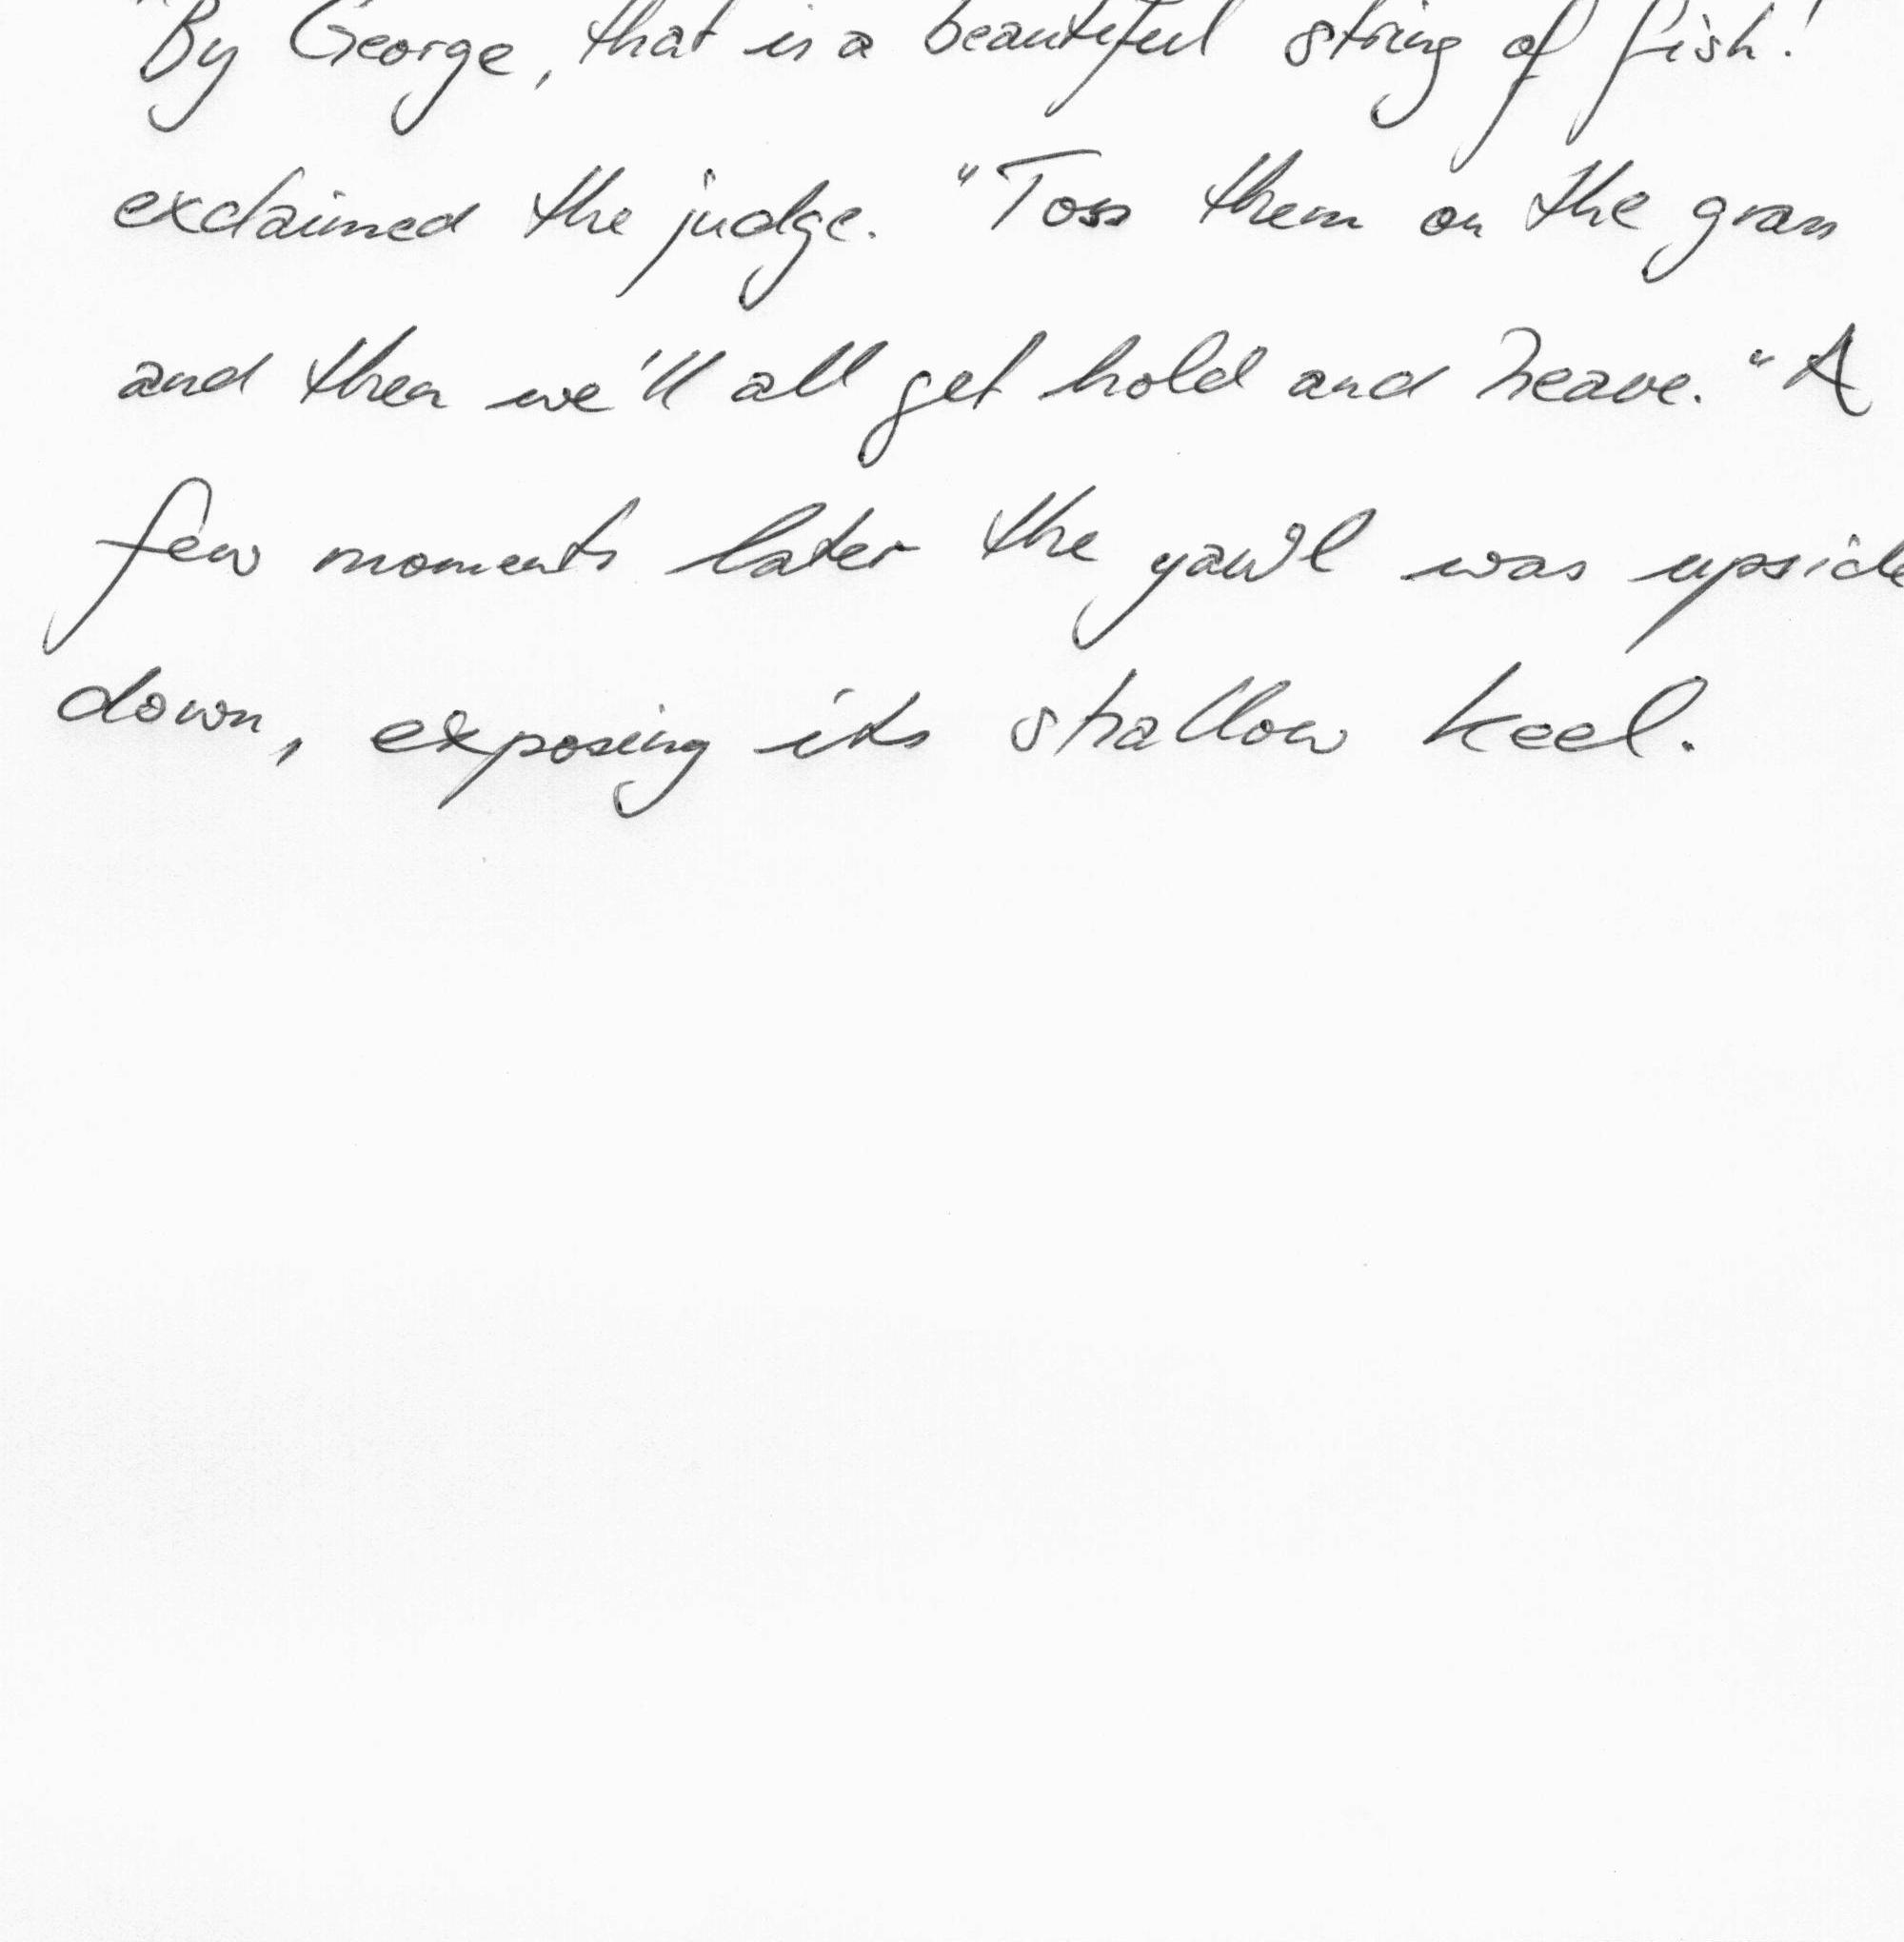 "By George, that is a beautiful string of fish!
exclaimed the judge. "Toss them on the grass
and then we'll all get hold and heave." A
few moments later the yawl was upside
down, exposing its shallow keel.